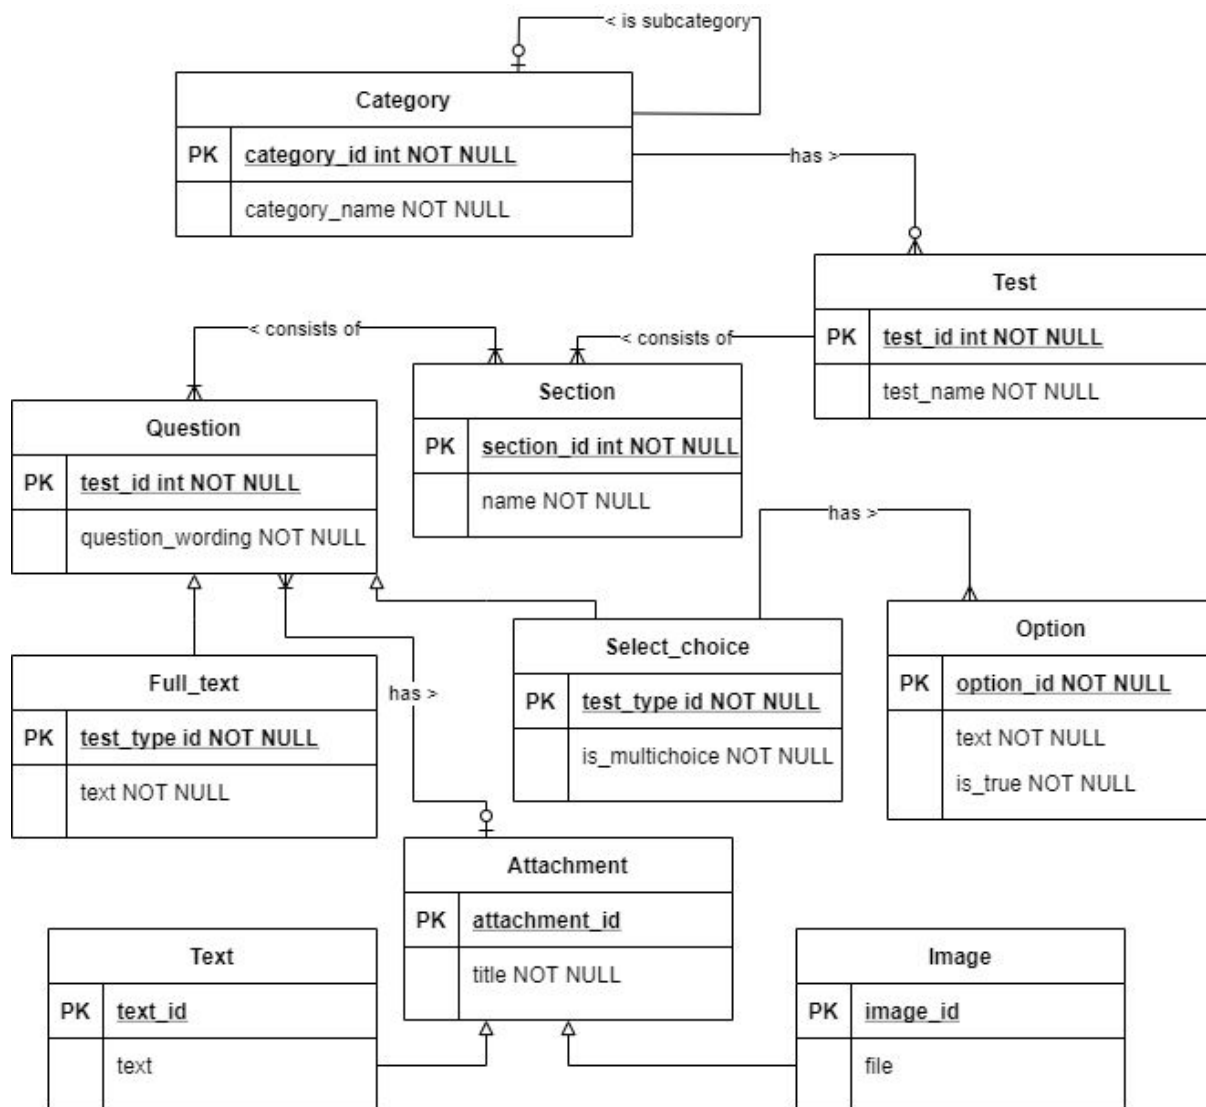 < is subcategory
Category
PK category_id int NOT NULL
category_name NOT NULL
has >
Test
PK test_id int NOT NULL
test_name NOT NULL
< consists of
< consists of
Section
PK section_id int NOT NULL
name NOT NULL
Question
PK test_id int NOT NULL
question_wording NOT NULL
has >
Option
PK option_id NOT NULL
text NOT NULL
is_true NOT NULL
Select_choice
PK test_type id NOT NULL
is_multichoice NOT NULL
Full_text
PK test_type id NOT NULL
text NOT NULL
has >
Attachment
PK attachment_id
title NOT NULL
Text
PK text_id
text
Image
PK image_id
file